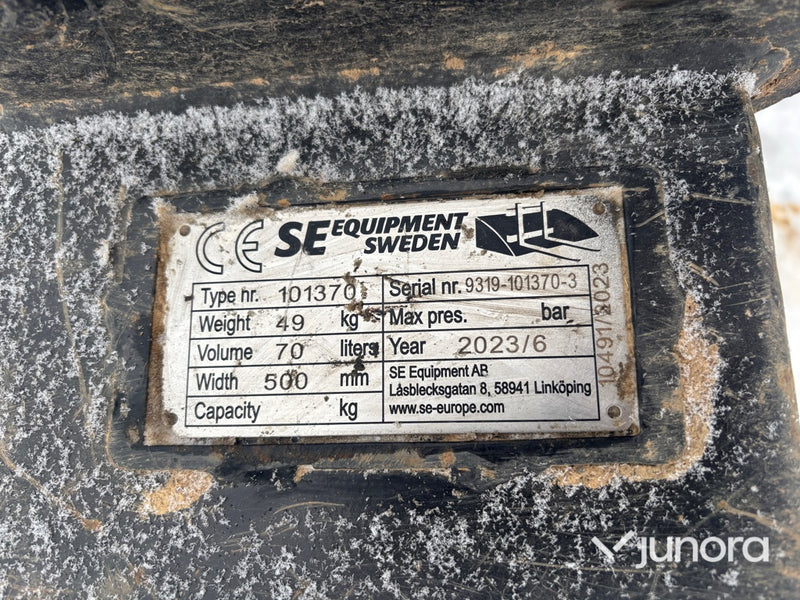 CE SE EQUIPMENT
SWEDEN
Type nr. 101370 Serial nr. 9319-101370-3
Weight 49 kg Max pres. bar
Volume 70 liters Year 2023/6
Width 500 mm SE Equipment AB
Låsblecksgatan 8, 58941 Linköping
Capacity kg www.se-europe.com
10491/2023
junora